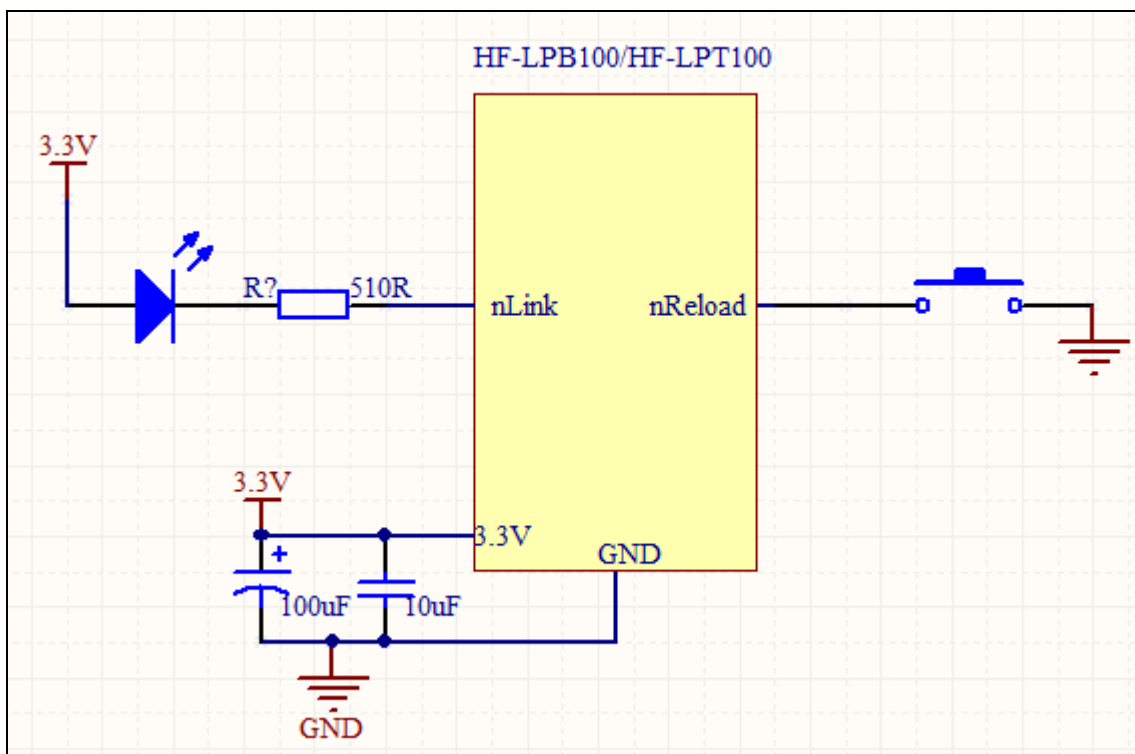 HF-LPB100/HF-LPT100
3.3V
R?
510R
nLink
nReload
3.3V
3.3V
GND
+
100uF
10uF
GND